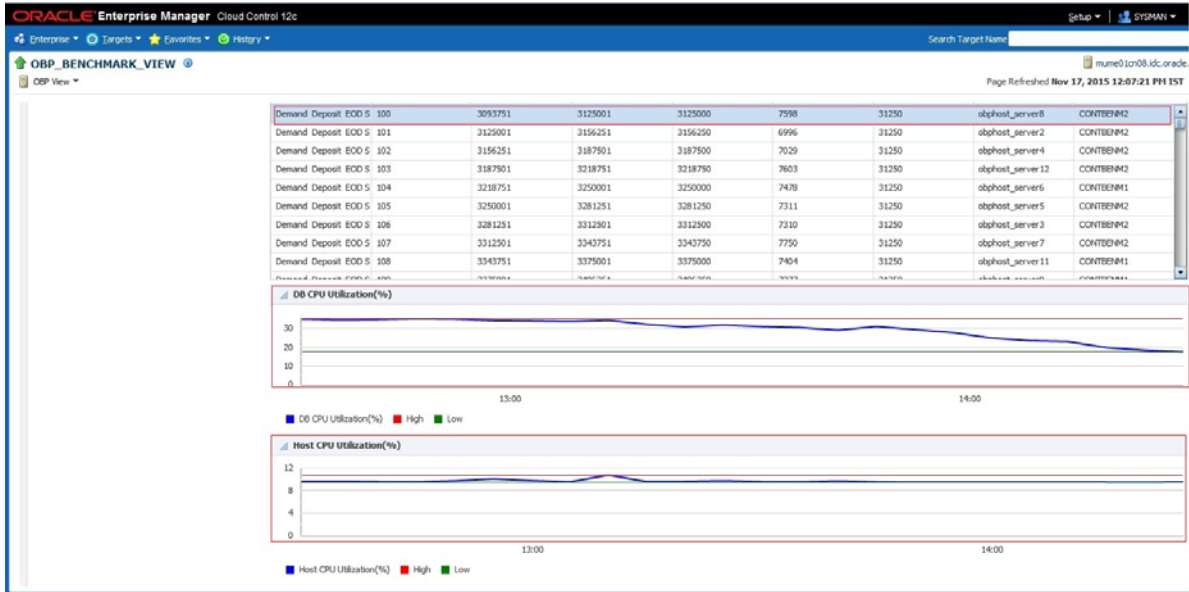 ORACLE Enterprise Manager Cloud Control 12c
Setup SYSMAN
Enterprise Targets Favorites History Search Target Name
OBP_BENCHMARK_VIEW mume01cn08.idc.oracle.
OBP View Page Refreshed Nov 17, 2015 12:07:21 PM IST
Demand Deposit EOD S 100 3093751 3125001 3125000 7598 31250 obphost_server8 CONTBENM2
Demand Deposit EOD S 101 3125001 3156251 3156250 6996 31250 obphost_server2 CONTBENM2
Demand Deposit EOD S 102 3156251 3187501 3187500 7029 31250 obphost_server4 CONTBENM2
Demand Deposit EOD S 103 3187501 3218751 3218750 7603 31250 obphost_server12 CONTBENM2
Demand Deposit EOD S 104 3218751 3250001 3250000 7478 31250 obphost_server6 CONTBENM1
Demand Deposit EOD S 105 3250001 3281251 3281250 7311 31250 obphost_server5 CONTBENM2
Demand Deposit EOD S 106 3281251 3312501 3312500 7310 31250 obphost_server3 CONTBENM2
Demand Deposit EOD S 107 3312501 3343751 3343750 7750 31250 obphost_server7 CONTBENM2
Demand Deposit EOD S 108 3343751 3375001 3375000 7404 31250 obphost_server11 CONTBENM1
DB CPU Utilization(%)
30
20
10
0
13:00 14:00
DB CPU Utilization(%) High Low
Host CPU Utilization(%)
12
8
4
0
13:00 14:00
Host CPU Utilization(%) High Low